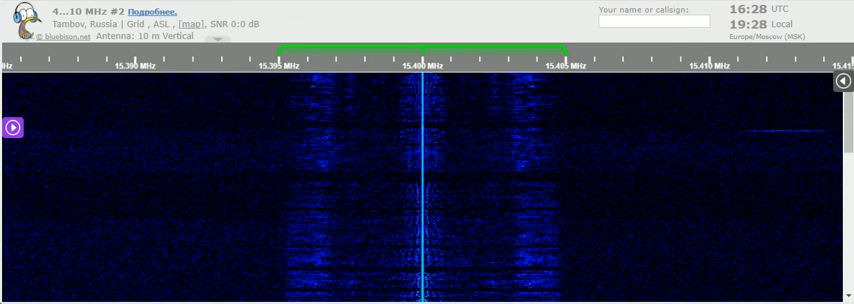 4...10 MHz #2 Подробнее.
Tambov, Russia | Grid , ASL , [map], SNR 0:0 dB
© bluebison.net Antenna: 10 m Vertical
Your name or callsign:
16:28 UTC
19:28 Local
Europe/Moscow (MSK)
15.390 MHz 15.395 MHz 15.400 MHz 15.405 MHz 15.410 MHz 15.415